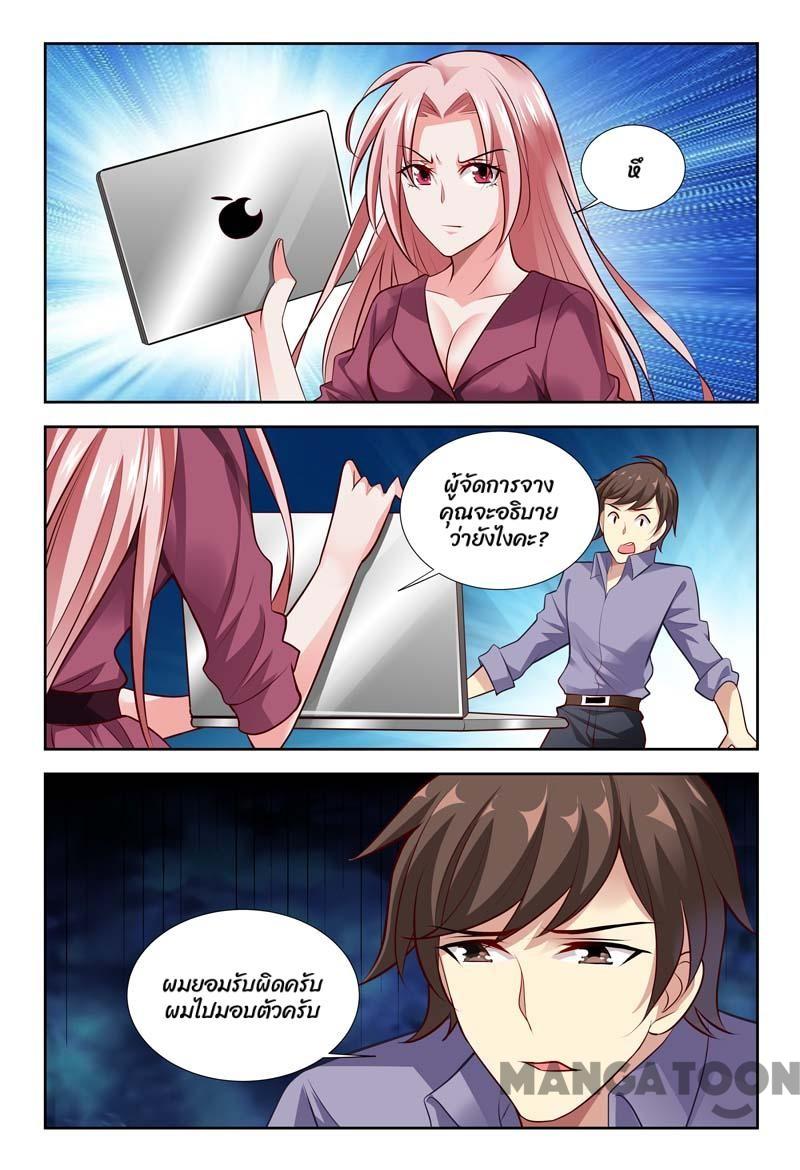 หึ
ผู้จัดการจาง
คุณจะอธิบาย
ว่ายังไงคะ?
ผมยอมรับผิดครับ
ผมไปมอบตัวครับ
MANGATOON